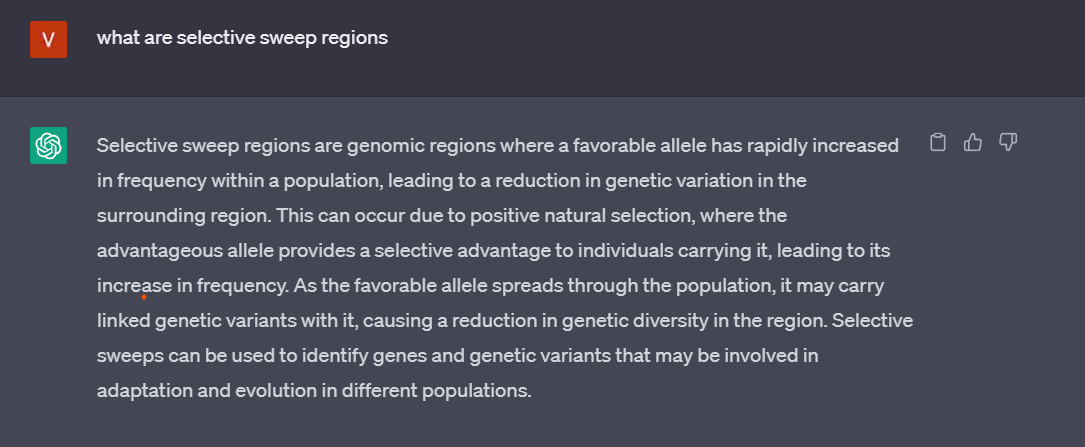 V
what are selective sweep regions
Selective sweep regions are genomic regions where a favorable allele has rapidly increased
in frequency within a population, leading to a reduction in genetic variation in the
surrounding region. This can occur due to positive natural selection, where the
advantageous allele provides a selective advantage to individuals carrying it, leading to its
increase in frequency. As the favorable allele spreads through the population, it may carry
linked genetic variants with it, causing a reduction in genetic diversity in the region. Selective
sweeps can be used to identify genes and genetic variants that may be involved in
adaptation and evolution in different populations.